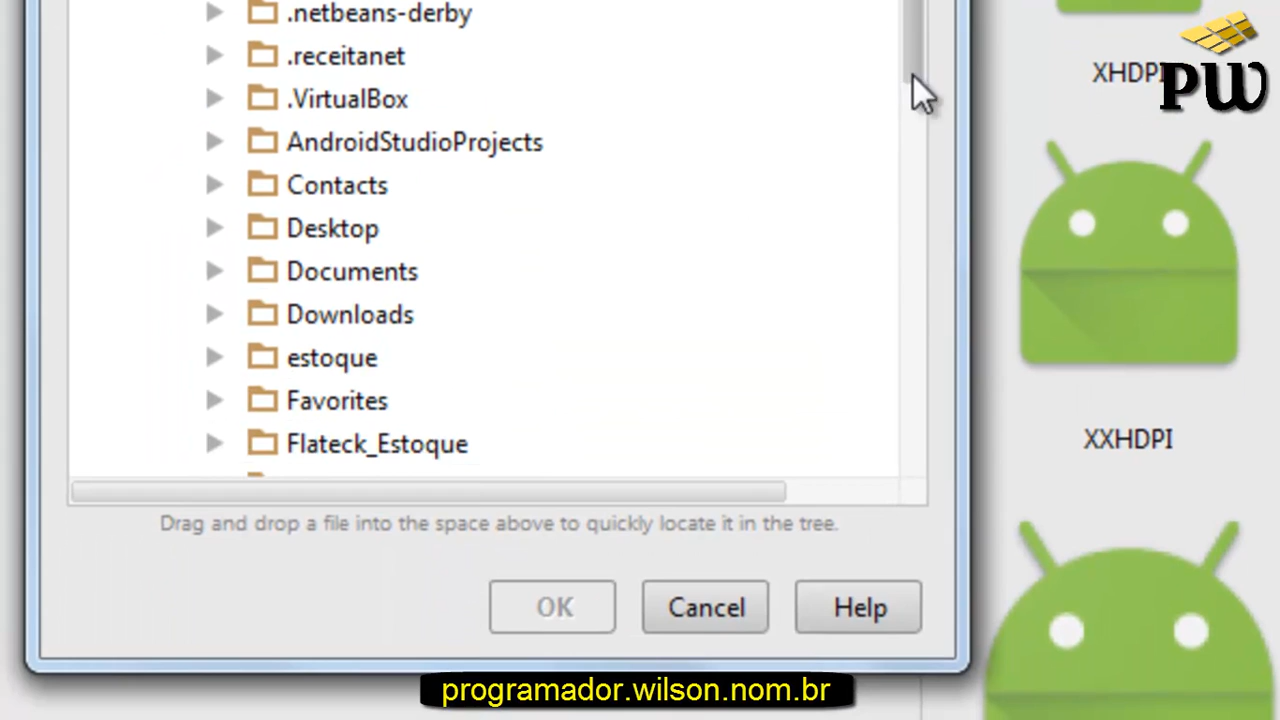 .netbeans-derby
.receitanet
.VirtualBox
AndroidStudioProjects
Contacts
Desktop
Documents
Downloads
estoque
Favorites
Flateck_Estoque
Drag and drop a file into the space above to quickly locate it in the tree.
OK Cancel Help
XHDPI
PW
XXHDPI
programador.wilson.nom.br